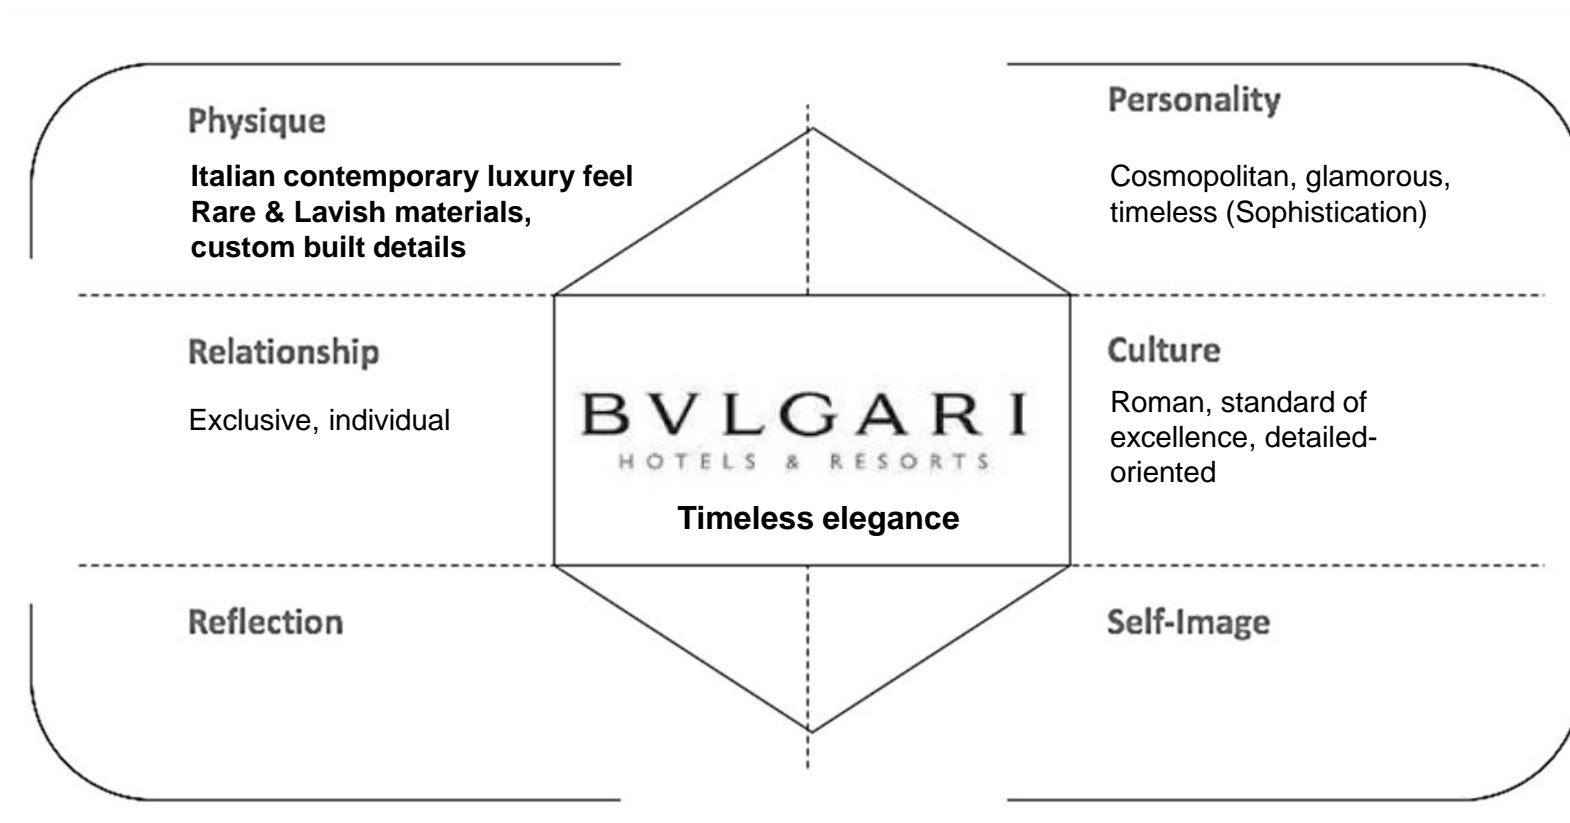 Physique
Italian contemporary luxury feel
Rare & Lavish materials,
custom built details
Personality
Cosmopolitan, glamorous,
timeless (Sophistication)
Relationship
Exclusive, individual
BVLGARI
HOTELS & RESORTS
Timeless elegance
Culture
Roman, standard of
excellence, detailed-
oriented
Reflection
Self-Image